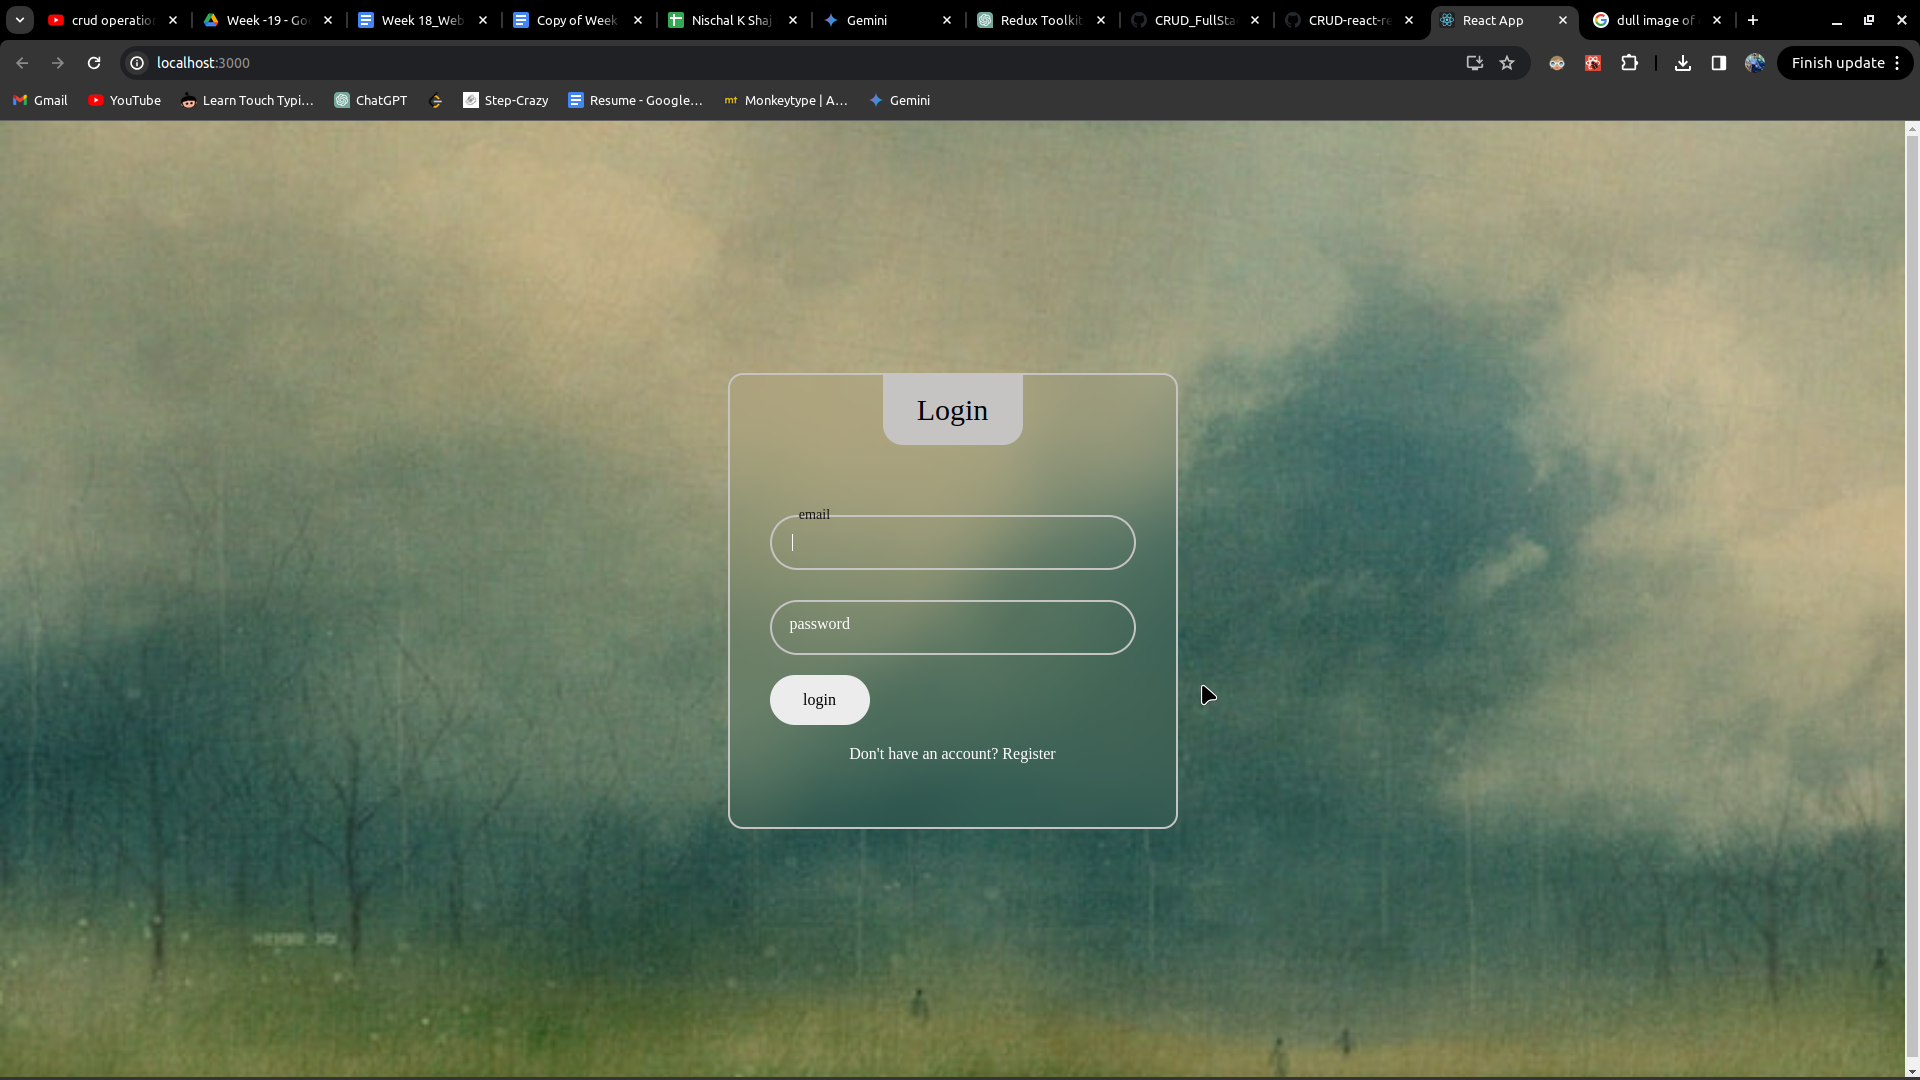 crud operatio
Week -19 - Go
Week 18_Web
Copy of Week
Nischal K Shaj
Gemini
Redux Toolkit
CRUD_FullSta
CRUD-react-re
React App
dull image of
localhost:3000
Finish update
Gmail
YouTube
Learn Touch Typi...
ChatGPT
Step-Crazy
Resume - Google...
mt
Monkeytype | A...
Gemini
Login
email
password
login
Don't have an account? Register